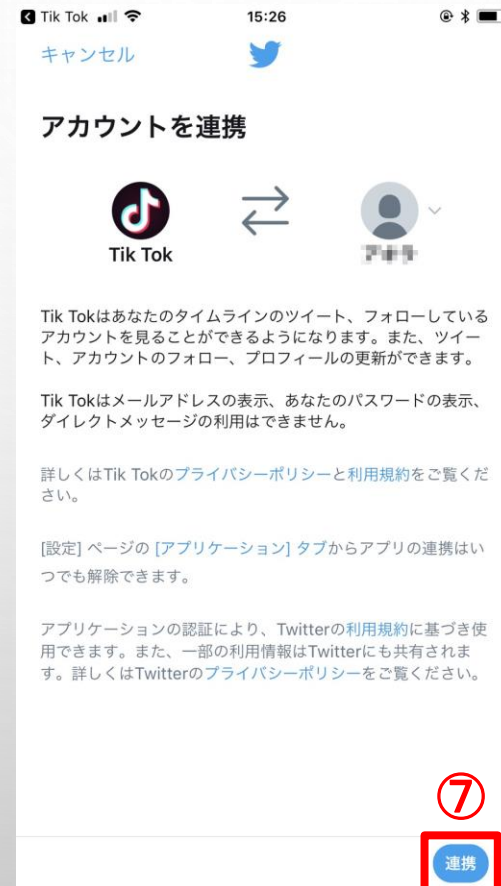 Tik Tok 15:26
キャンセル
アカウントを連携
Tik Tok
Tik Tokはあなたのタイムラインのツイート、フォローしている
アカウントを見ることができるようになります。また、ツイー
ト、アカウントのフォロー、プロフィールの更新ができます。
Tik Tokはメールアドレスの表示、あなたのパスワードの表示、
ダイレクトメッセージの利用はできません。
詳しくはTik Tokのプライバシーポリシーと利用規約をご覧くだ
さい。
[設定] ページの [アプリケーション] タブからアプリの連携はい
つでも解除できます。
アプリケーションの認証により、Twitterの利用規約に基づき使
用できます。また、一部の利用情報はTwitterにも共有されま
す。詳しくはTwitterのプライバシーポリシーをご覧ください。
⑦
連携